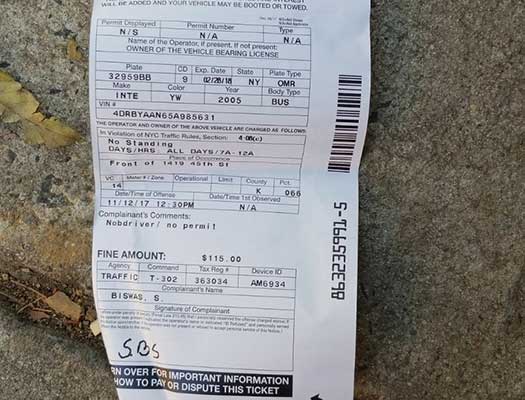 WILL BE ADDED AND YOUR VEHICLE MAY BE BOOTED OR TOWED.
Permit Displayed Permit Number Type
N/S N/A N/A
Name of the Operator, if present. If not present:
OWNER OF THE VEHICLE BEARING LICENSE
Plate CD Exp. Date State Plate Type
32959BB 9 02/28/18 NY OMR
Make Color Year Body Type
INTE YW 2005 BUS
VIN #
4DRBYAAN65A985631
THE OPERATOR AND OWNER OF THE ABOVE VEHICLE ARE CHARGED AS FOLLOWS:
In Violation of NYC Traffic Rules, Section: 4-08(c)
No Standing
DAYS/HRS ALL DAYS/7A-12A
Place of Occurrence
Front of 1419 45th St
VC Meter # / Zone Operational Limit County Pct.
14 K 066
Date/Time of Offense Date/Time 1st Observed
11/12/17 12:30PM N/A
Complainant's Comments:
Nobdriver/ no permit
FINE AMOUNT: $115.00
Agency Command Tax Reg # Device ID
TRAFFIC T-302 363034 AM6934
Complainant's Name
BISWAS, S.
Signature of Complainant
SBS
RN OVER FOR IMPORTANT INFORMATION
HOW TO PAY OR DISPUTE THIS TICKET
863235991-5